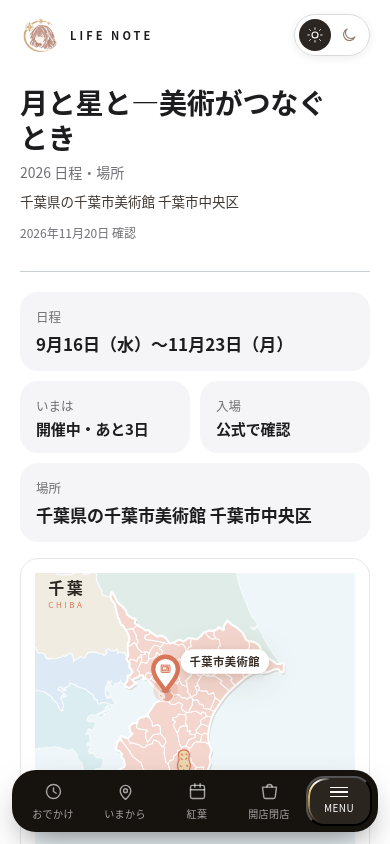 LIFE NOTE
月と星と―美術がつなぐ
とき
2026 日程・場所
千葉県の千葉市美術館 千葉市中央区
2026年11月20日 確認
日程
9月16日（水）〜11月23日（月）
いまは
開催中・あと3日
入場
公式で確認
場所
千葉県の千葉市美術館 千葉市中央区
千葉
CHIBA
千葉市美術館
おでかけ
いまから
紅葉
開店閉店
MENU